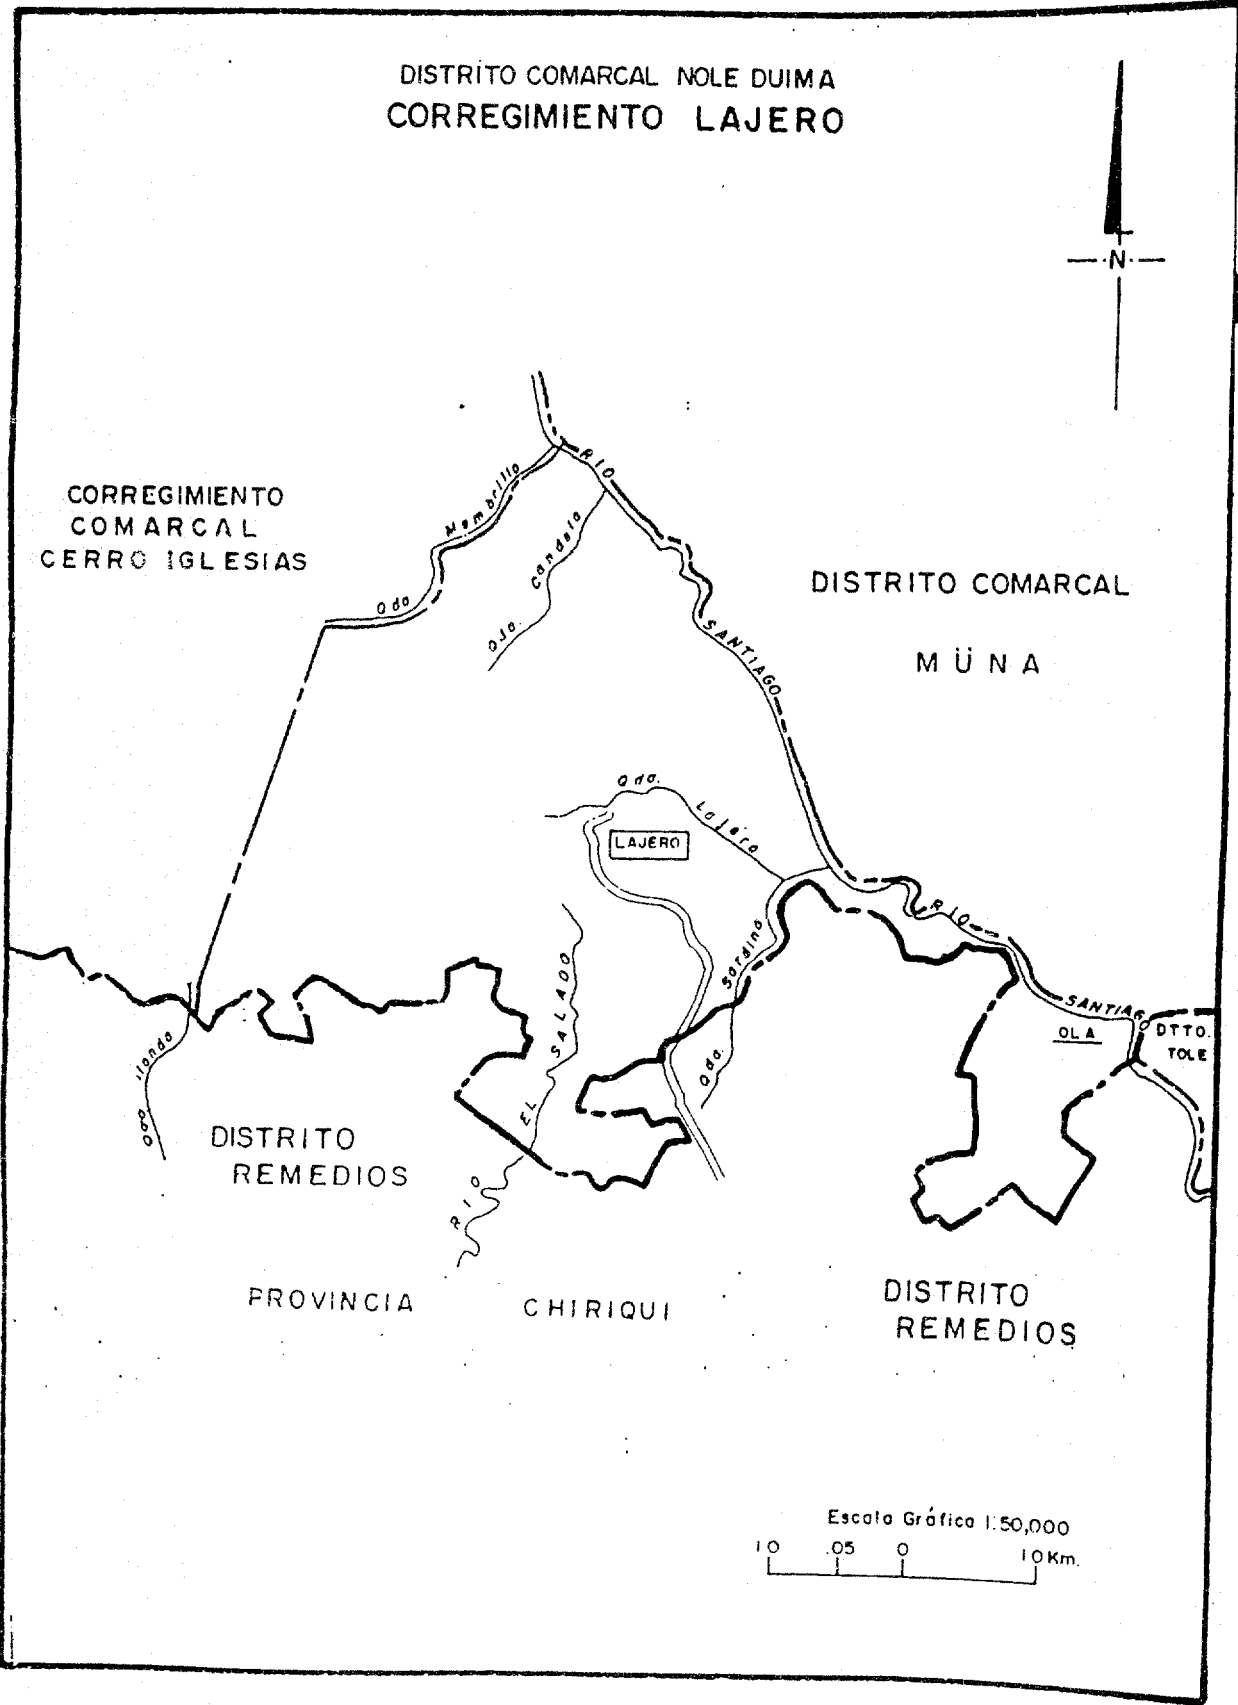 DISTRITO COMARCAL NOLE DUIMA
CORREGIMIENTO LAJERO
N
CORREGIMIENTO
COMARCAL
CERRO IGLESIAS
Qda Membrillo
RIO SANTIAGO
Qda. Candela
DISTRITO COMARCAL
MÜNA
Qda. Lajero
LAJERO
RIO SANTIAGO
Qda. Sardina
RIO EL SALADO
OLA
DTTO.
TOLE
Qda
DISTRITO
REMEDIOS
PROVINCIA CHIRIQUI
DISTRITO
REMEDIOS
Escala Gráfica 1:50,000
10 .05 0 10 Km.